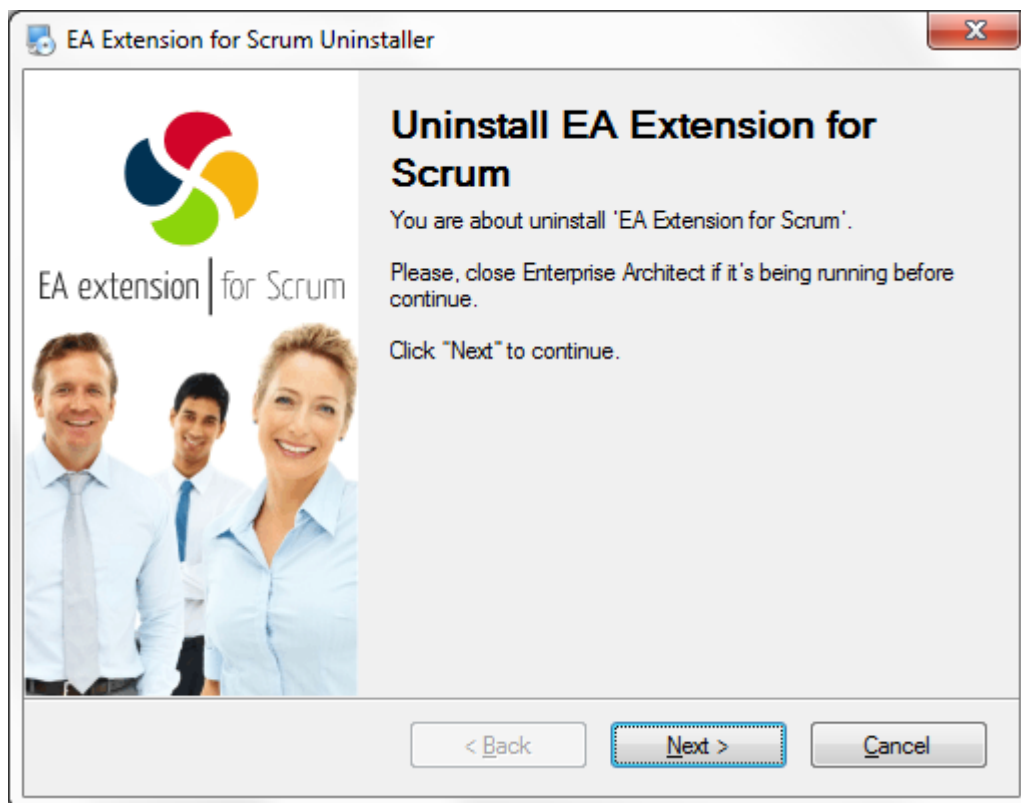 EA Extension for Scrum Uninstaller
Uninstall EA Extension for
Scrum
You are about uninstall 'EA Extension for Scrum'.
Please, close Enterprise Architect if it's being running before
continue.
Click "Next" to continue.
EA extension | for Scrum
< Back
Next >
Cancel